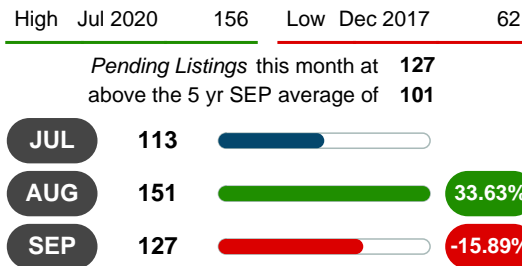 High Jul 2020 156 Low Dec 2017 62
Pending Listings this month at 127
above the 5 yr SEP average of 101
JUL 113
AUG 151 33.63%
SEP 127 -15.89%